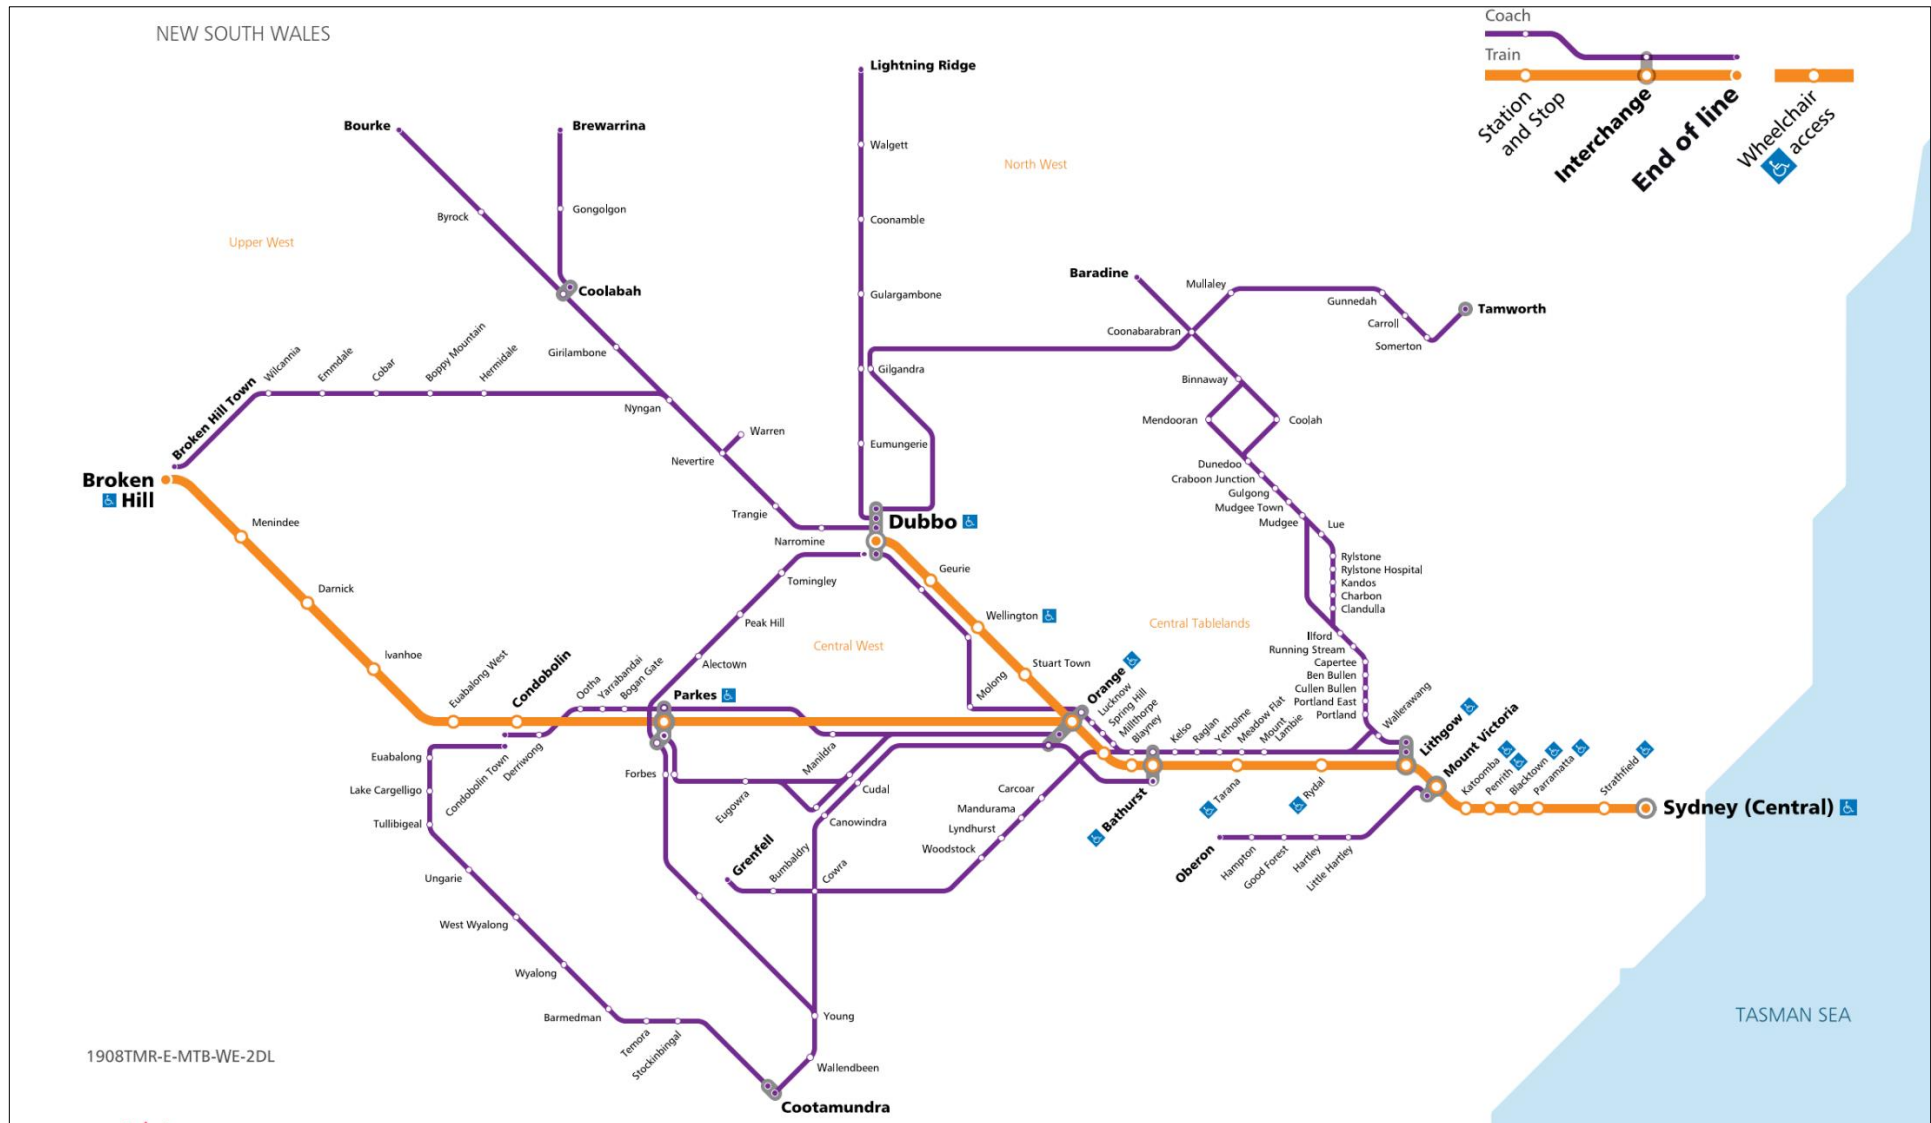 NEW SOUTH WALES
Coach
Train
Station
and Stop
Interchange
End of line
Wheelchair
access
Lightning Ridge
Bourke
Brewarrina
Walgett
North West
Byrock
Gongolgon
Coonamble
Upper West
Baradine
Mullaley
Coolabah
Gulargambone
Gunnedah
Tamworth
Carroll
Coonabarabran
Somerton
Girilambone
Wilcannia
Emmdale
Cobar
Boppy Mountain
Hermidale
Gilgandra
Binnaway
Broken Hill Town
Nyngan
Mendooran
Coolah
Warren
Eumungerie
Nevertire
Dunedoo
Broken
Hill
Craboon Junction
Gulgong
Mudgee Town
Mudgee
Lue
Trangie
Dubbo
Menindee
Narromine
Rylstone
Geurie
Rylstone Hospital
Tomingley
Kandos
Darnick
Charbon
Clandulla
Wellington
Peak Hill
Central Tablelands
Ilford
Central West
Running Stream
Ivanhoe
Alectown
Stuart Town
Capertee
Ben Bullen
Cullen Bullen
Portland East
Portland
Euabalong West
Condobolin
Ootha
Yarrabandai
Bogan Gate
Parkes
Molong
Orange
Lucknow
Spring Hill
Millthorpe
Blayney
Kelso
Raglan
Yetholme
Meadow Flat
Mount
Lambie
Wallerawang
Lithgow
Mount Victoria
Euabalong
Condobolin Town
Derriwong
Forbes
Manildra
Lake Cargelligo
Cudal
Carcoar
Bathurst
Tarana
Rydal
Katoomba
Penrith
Blacktown
Parramatta
Strathfield
Sydney (Central)
Tullibigeal
Eugowra
Canowindra
Mandurama
Lyndhurst
Woodstock
Oberon
Hampton
Good Forest
Hartley
Little Hartley
Grenfell
Bumbaldry
Cowra
Ungarie
West Wyalong
Wyalong
Barmedman
Temora
Stockinbingal
Young
TASMAN SEA
1908TMR-E-MTB-WE-2DL
Wallendbeen
Cootamundra